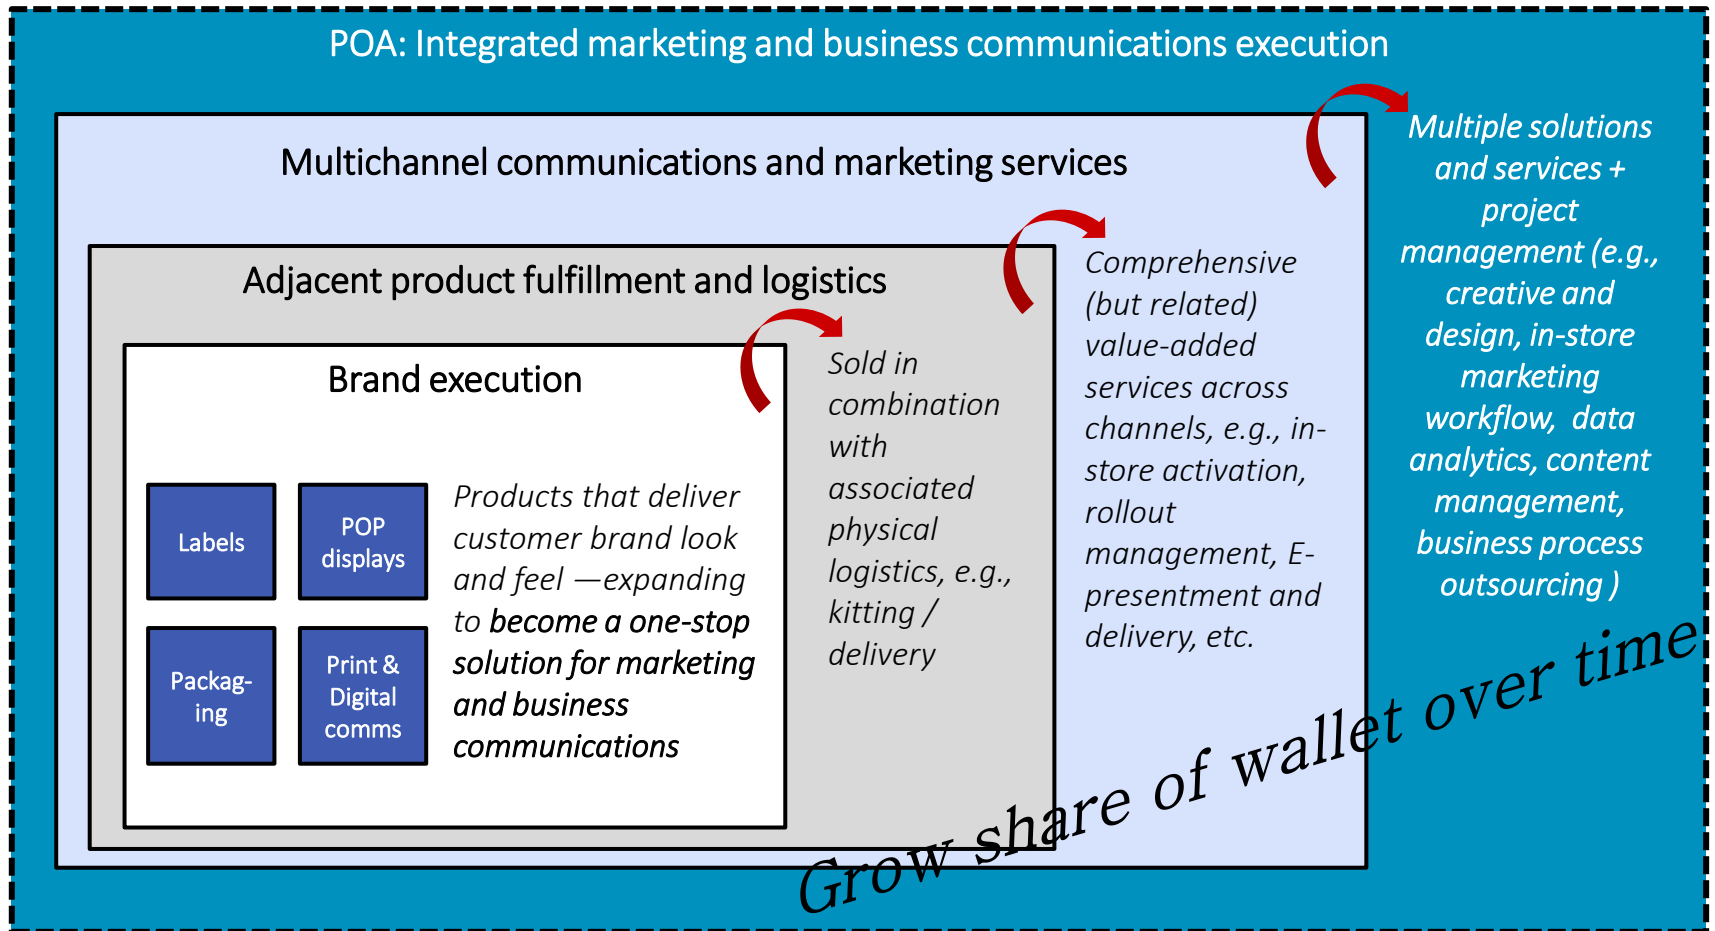 POA: Integrated marketing and business communications execution
Multichannel communications and marketing services
Adjacent product fulfillment and logistics
Brand execution
Labels
POP
displays
Packag-
ing
Print &
Digital
comms
Products that deliver
customer brand look
and feel —expanding
to become a one-stop
solution for marketing
and business
communications
Sold in
combination
with
associated
physical
logistics, e.g.,
kitting /
delivery
Comprehensive
(but related)
value-added
services across
channels, e.g., in-
store activation,
rollout
management, E-
presentment and
delivery, etc.
Multiple solutions
and services +
project
management (e.g.,
creative and
design, in-store
marketing
workflow,  data
analytics, content
management,
business process
outsourcing )
Grow share of wallet over time